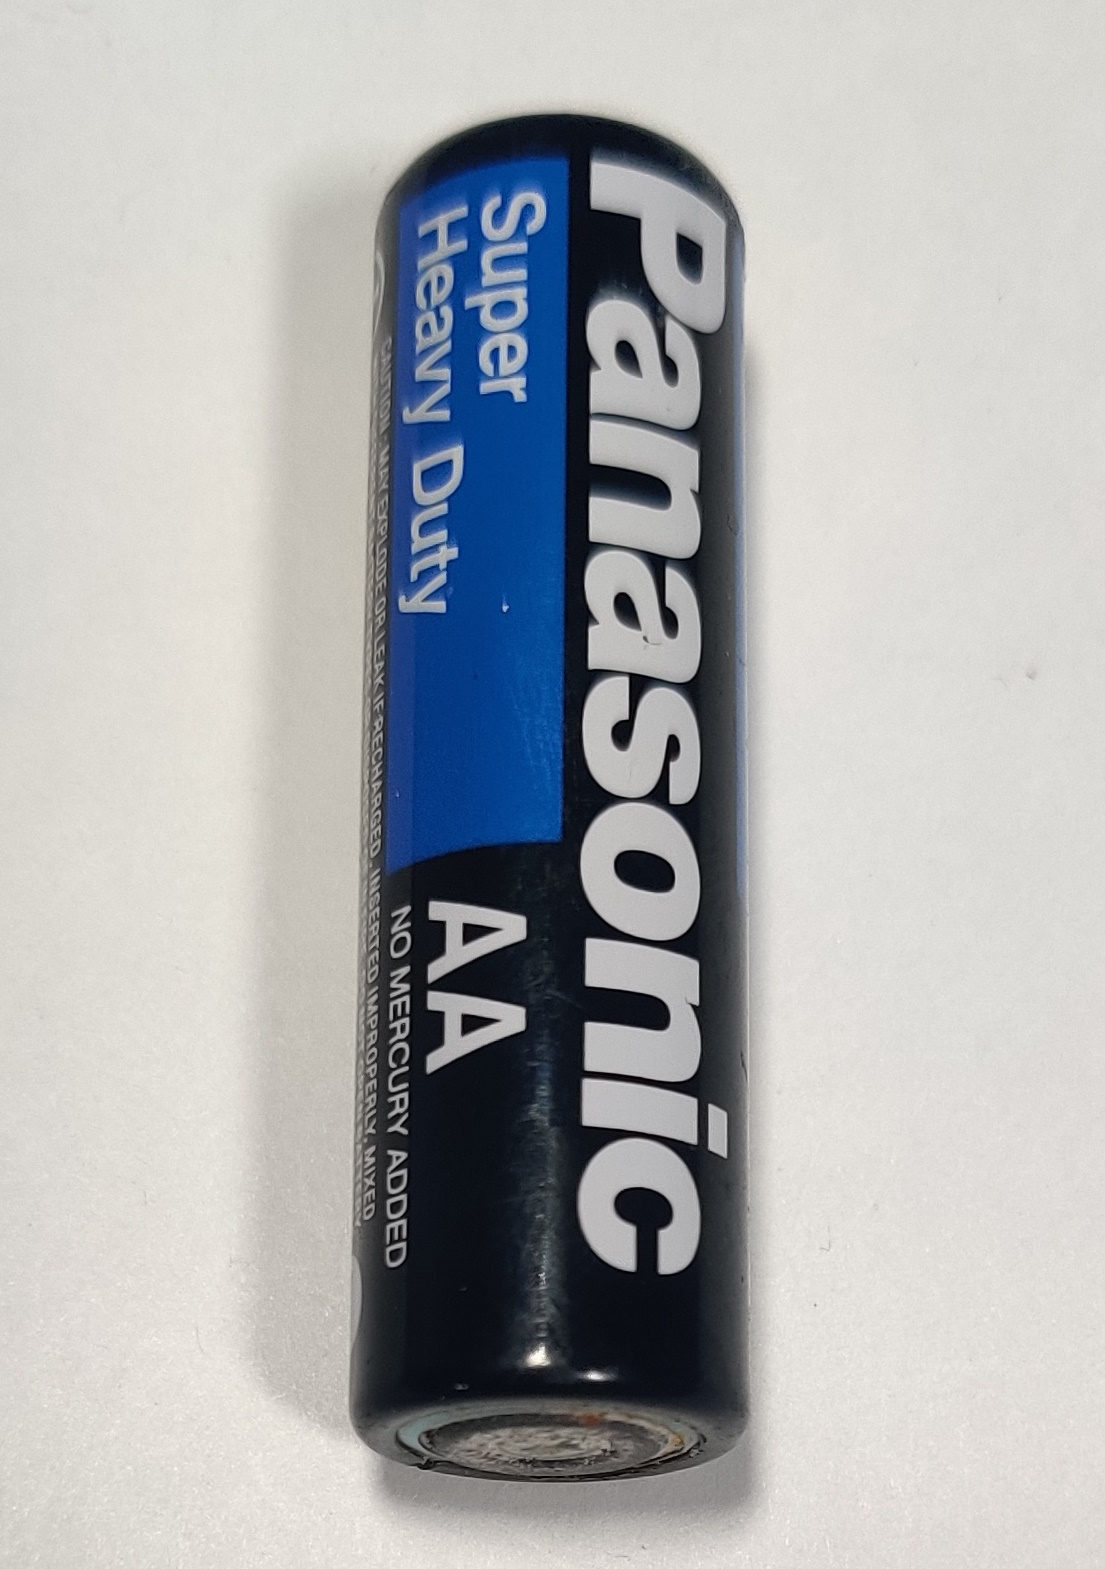 Panasonic
Super
Heavy Duty
AA
NO MERCURY ADDED
CAUTION: MAY EXPLODE OR LEAK IF RECHARGED, INSERTED IMPROPERLY, MIXED